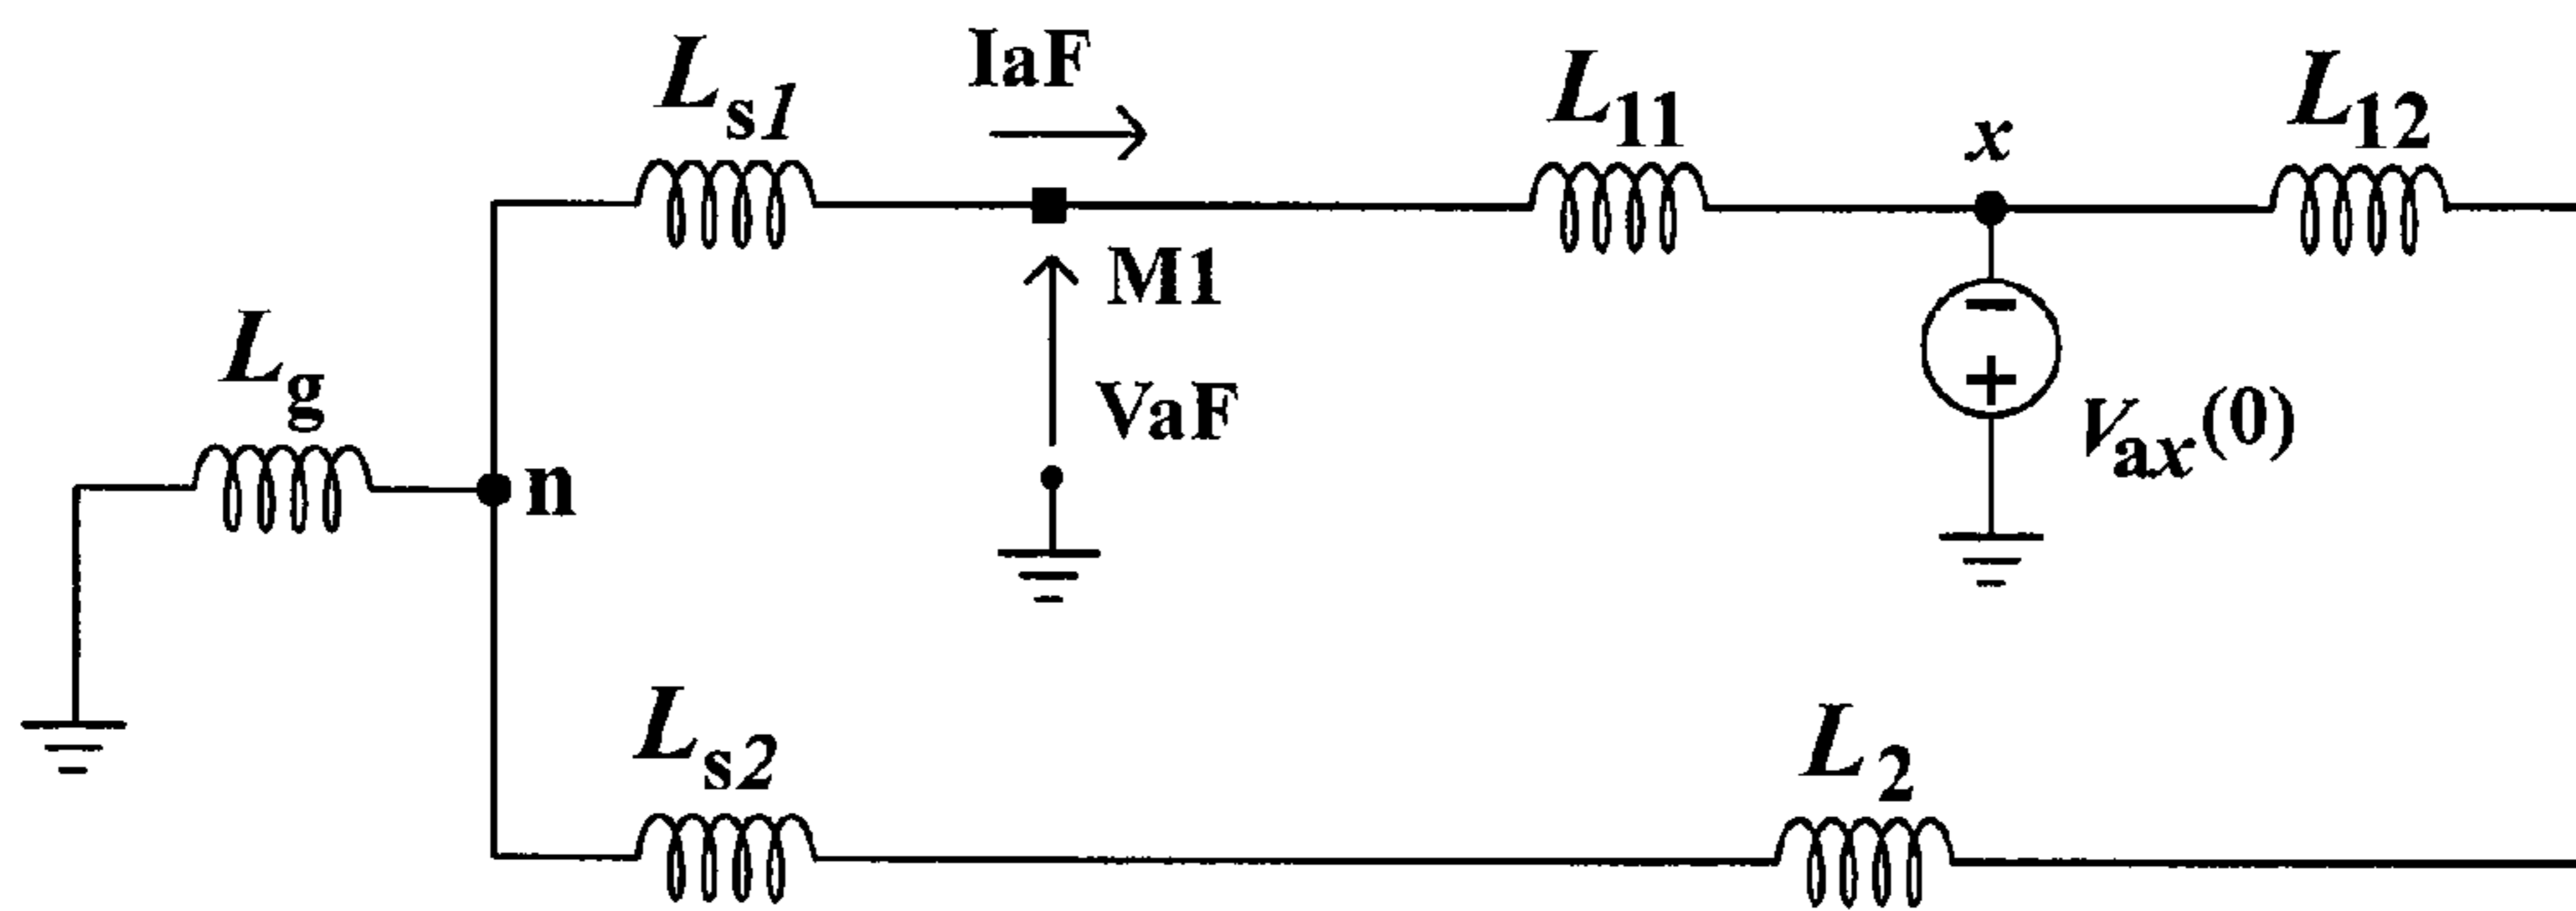 IaF
Ls1
L11
x
L12
M1
Lg
VaF
Vax(0)
n
−
+
Ls2
L2